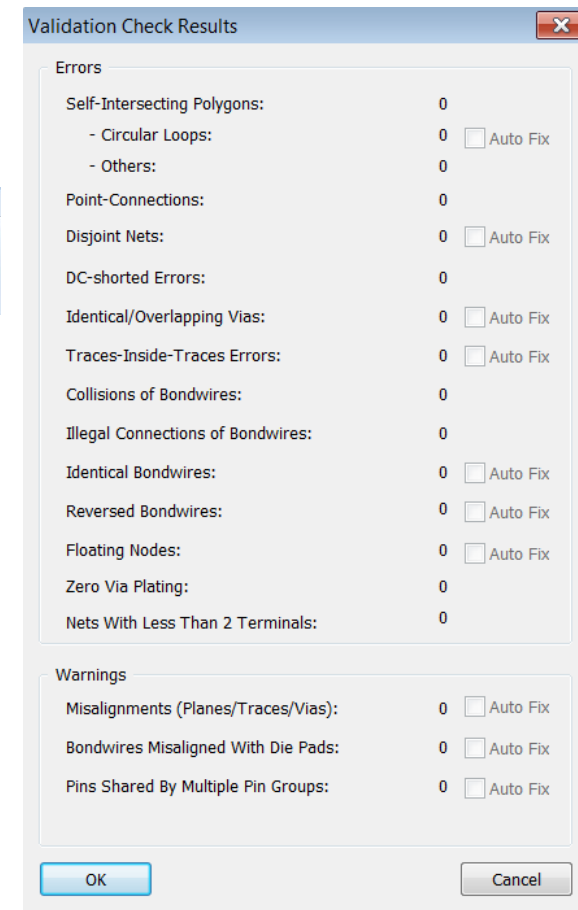 Validation Check Results
Errors
Self-Intersecting Polygons: 0
- Circular Loops: 0 Auto Fix
- Others: 0
Point-Connections: 0
Disjoint Nets: 0 Auto Fix
DC-shorted Errors: 0
Identical/Overlapping Vias: 0 Auto Fix
Traces-Inside-Traces Errors: 0 Auto Fix
Collisions of Bondwires: 0
Illegal Connections of Bondwires: 0
Identical Bondwires: 0 Auto Fix
Reversed Bondwires: 0 Auto Fix
Floating Nodes: 0 Auto Fix
Zero Via Plating: 0
Nets With Less Than 2 Terminals: 0
Warnings
Misalignments (Planes/Traces/Vias): 0 Auto Fix
Bondwires Misaligned With Die Pads: 0 Auto Fix
Pins Shared By Multiple Pin Groups: 0 Auto Fix
OK Cancel